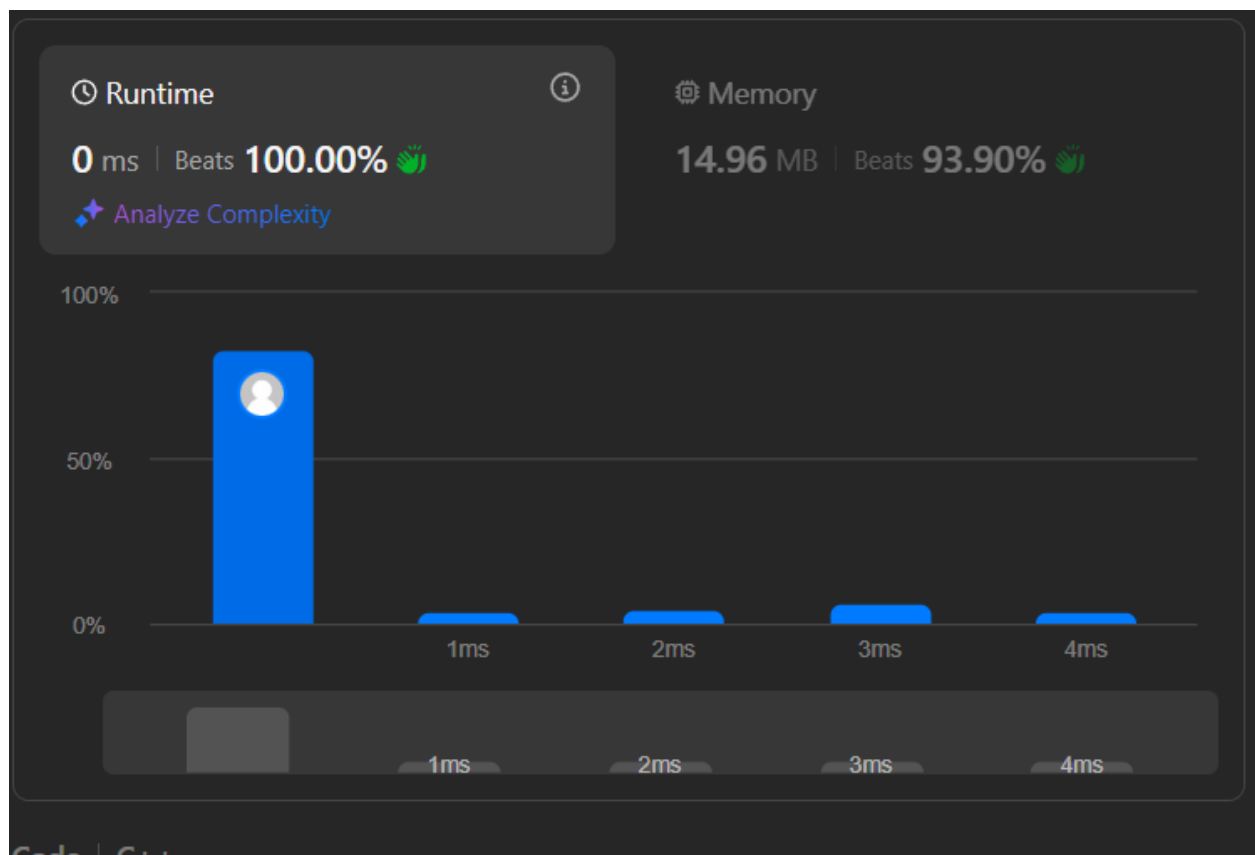 Runtime
0 ms | Beats 100.00%
Analyze Complexity
Memory
14.96 MB | Beats 93.90%
100%
50%
0%
1ms 2ms 3ms 4ms
1ms 2ms 3ms 4ms